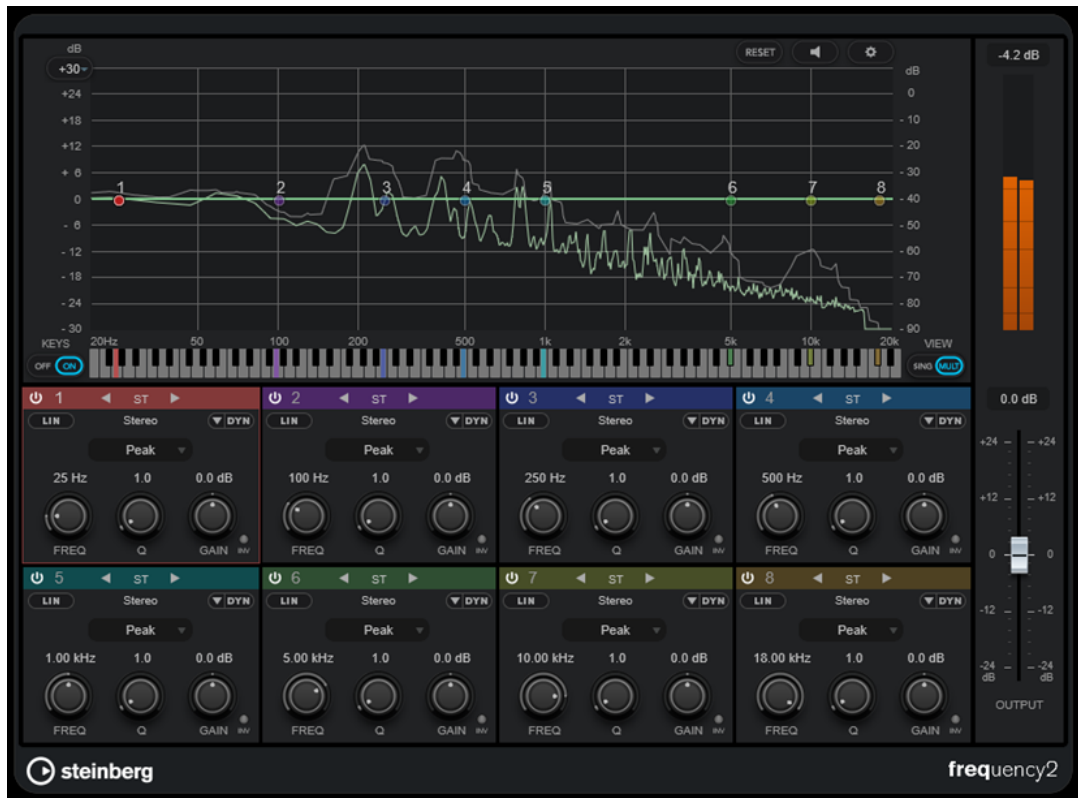 dB
+30
RESET
-4.2 dB
dB
+24
0
+18
- 10
+12
- 20
+ 6
- 30
1 2 3 4 5 6 7 8
0
- 40
- 6
- 50
- 12
- 60
- 18
- 70
- 24
- 80
- 30
- 90
KEYS
20Hz 50 100 200 500 1k 2k 5k 10k 20k
VIEW
OFF ON
SING MULT
1 ST
LIN Stereo DYN
Peak
25 Hz 1.0 0.0 dB
FREQ Q GAIN INV
2 ST
LIN Stereo DYN
Peak
100 Hz 1.0 0.0 dB
FREQ Q GAIN INV
3 ST
LIN Stereo DYN
Peak
250 Hz 1.0 0.0 dB
FREQ Q GAIN INV
4 ST
LIN Stereo DYN
Peak
500 Hz 1.0 0.0 dB
FREQ Q GAIN INV
5 ST
LIN Stereo DYN
Peak
1.00 kHz 1.0 0.0 dB
FREQ Q GAIN INV
6 ST
LIN Stereo DYN
Peak
5.00 kHz 1.0 0.0 dB
FREQ Q GAIN INV
7 ST
LIN Stereo DYN
Peak
10.00 kHz 1.0 0.0 dB
FREQ Q GAIN INV
8 ST
LIN Stereo DYN
Peak
18.00 kHz 1.0 0.0 dB
FREQ Q GAIN INV
0.0 dB
+24 +24
+12 +12
0 0
-12 -12
-24 -24
dB dB
OUTPUT
steinberg
frequency2